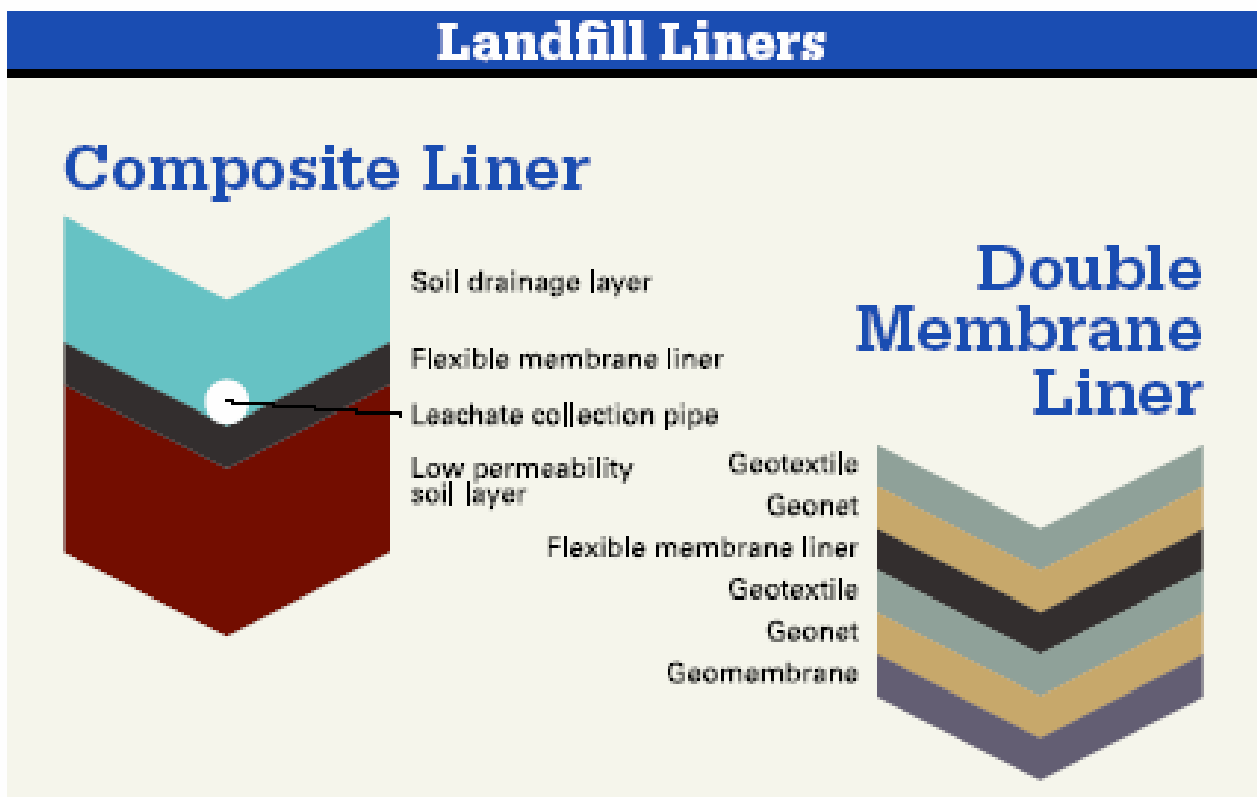 Landfill Liners
Composite Liner
Soil drainage layer
Flexible membrane liner
Leachate collection pipe
Low permeability
soil layer
Double
Membrane
Liner
Geotextile
Geonet
Flexible membrane liner
Geotextile
Geonet
Geomembrane